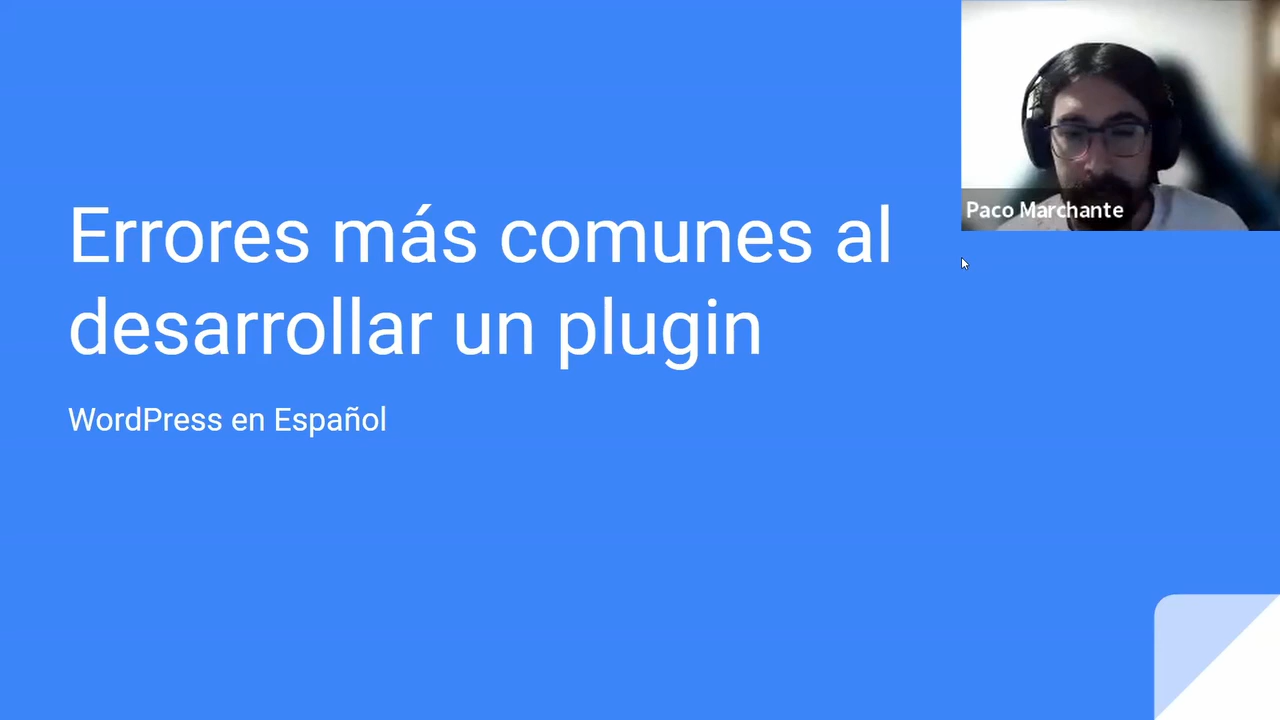 Errores más comunes al
desarrollar un plugin
WordPress en Español
Paco Marchante